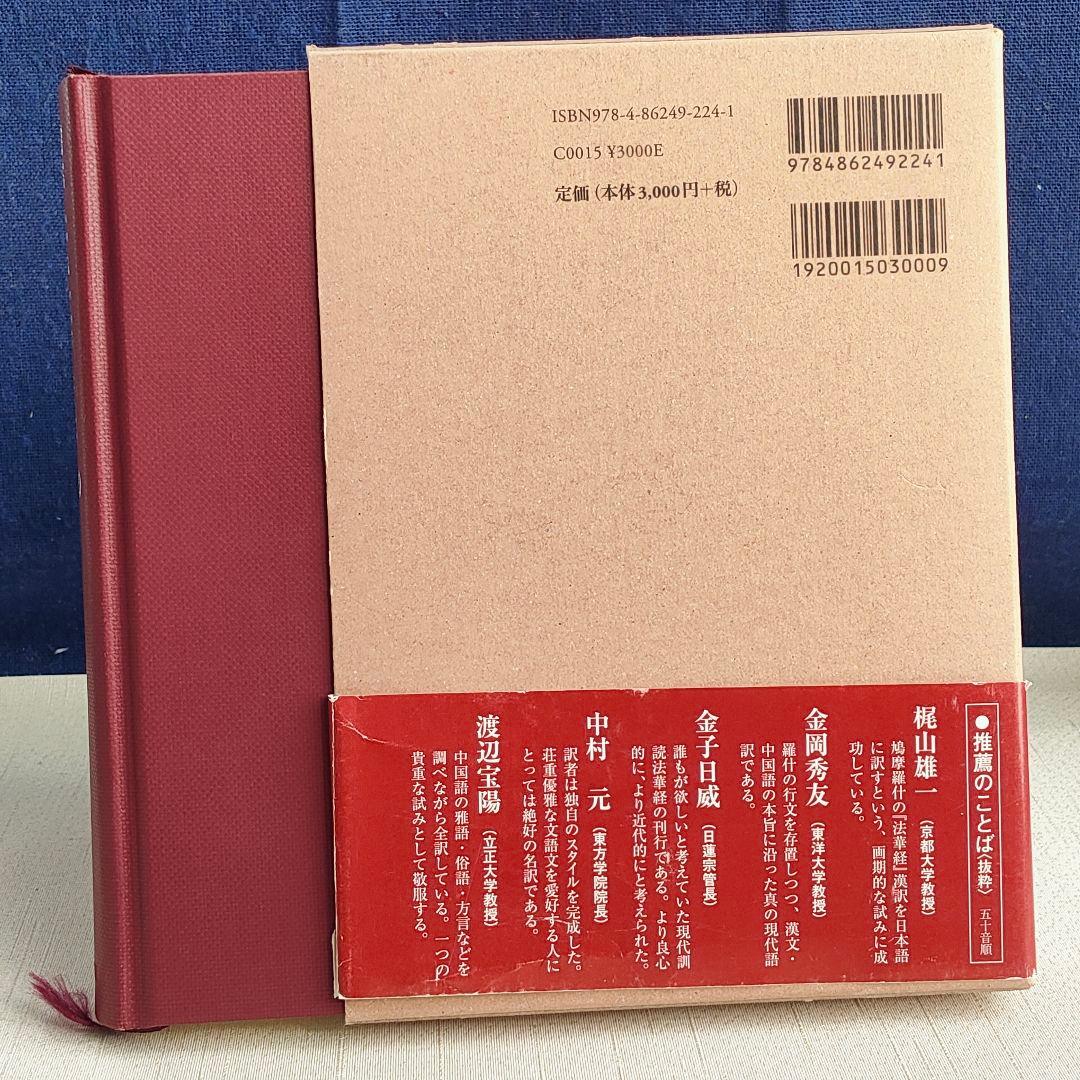 ISBN978-4-86249-224-1
C0015 ¥3000E
定価（本体3,000円＋税）
9784862492241
1920015030009
●推薦のことば〈抜粋〉 五十音順
梶山雄一（京都大学教授）
鳩摩羅什の『法華経』漢訳を日本語
に訳すという、画期的な試みに成
功している。
金岡秀友（東洋大学教授）
羅什の行文を存置しつつ、漢文・
中国語の本旨に沿った真の現代語
訳である。
金子日威（日蓮宗管長）
誰もが欲しいと考えていた現代訓
読法華経の刊行である。より良心
的に、より近代的にと考えられた。
中村 元（東方学院院長）
訳者は独自のスタイルを完成した。
荘重優雅な文語文を愛好する人に
とっては絶好の名訳である。
渡辺宝陽（立正大学教授）
中国語の雅語・俗語・方言などを
調べながら全訳している。一つの
貴重な試みとして敬服する。